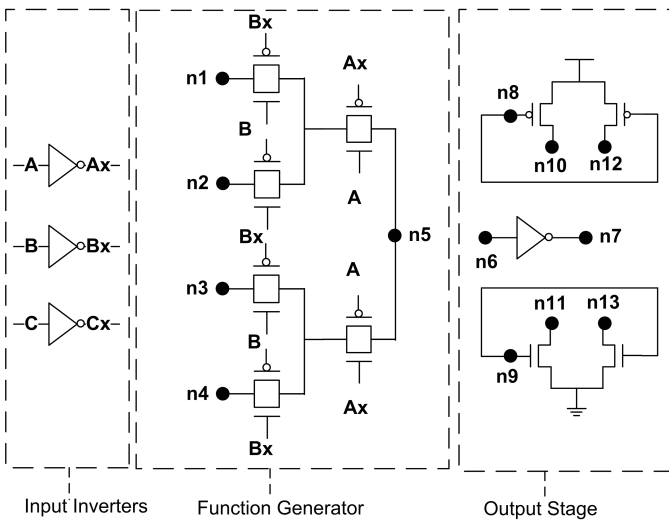 A
Ax
B
Bx
C
Cx
Input Inverters
Bx
n1
B
n2
Bx
n3
B
n4
Bx
Ax
A
n5
A
Ax
Function Generator
n8
n10
n12
n6
n7
n11
n13
n9
Output Stage